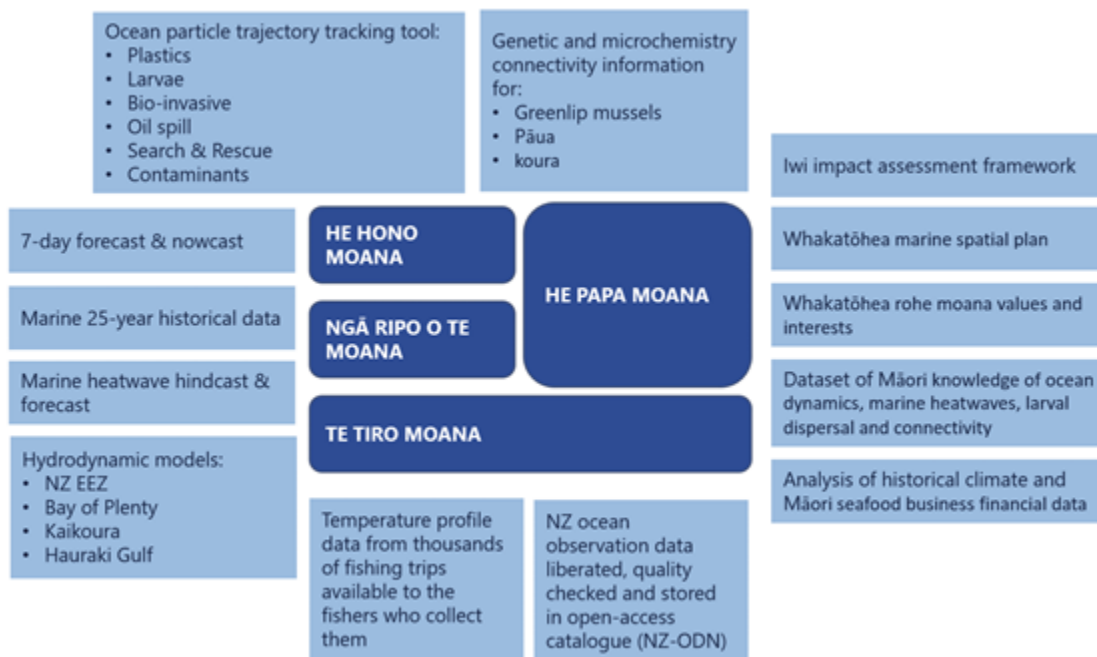 Ocean particle trajectory tracking tool:
• Plastics
• Larvae
• Bio-invasive
• Oil spill
• Search & Rescue
• Contaminants
Genetic and microchemistry
connectivity information
for:
• Greenlip mussels
• Pāua
• koura
7-day forecast & nowcast
Marine 25-year historical data
Marine heatwave hindcast &
forecast
Hydrodynamic models:
• NZ EEZ
• Bay of Plenty
• Kaikoura
• Hauraki Gulf
HE HONO
MOANA
NGĀ RIPO O TE
MOANA
HE PAPA MOANA
TE TIRO MOANA
Iwi impact assessment framework
Whakatōhea marine spatial plan
Whakatōhea rohe moana values and
interests
Dataset of Māori knowledge of ocean
dynamics, marine heatwaves, larval
dispersal and connectivity
Analysis of historical climate and
Māori seafood business financial data
Temperature profile
data from thousands
of fishing trips
available to the
fishers who collect
them
NZ ocean
observation data
liberated, quality
checked and stored
in open-access
catalogue (NZ-ODN)